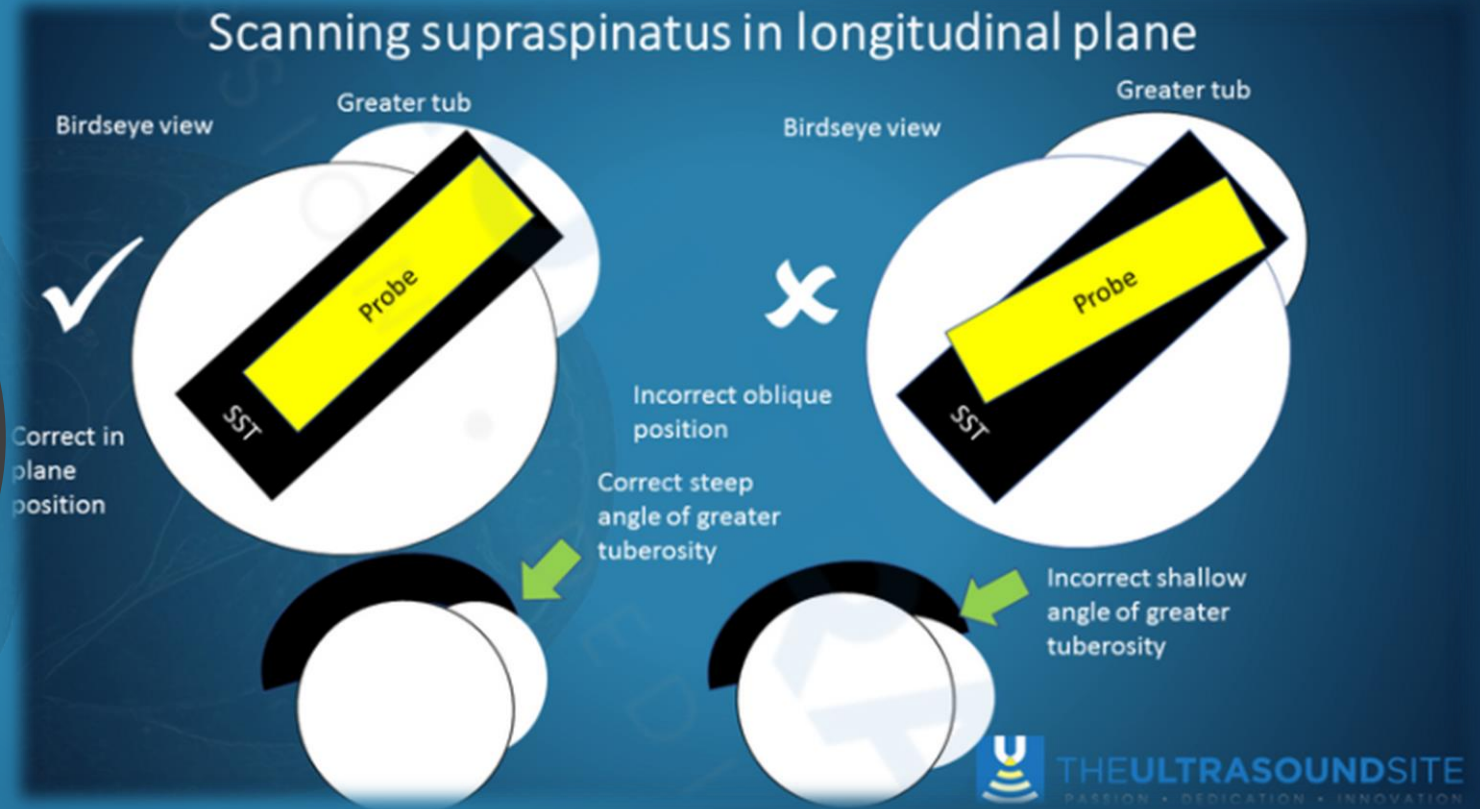 Scanning supraspinatus in longitudinal plane
Birdseye view
Greater tub
Probe
SST
Correct in
plane
position
Correct steep
angle of greater
tuberosity
Birdseye view
Greater tub
Probe
SST
Incorrect oblique
position
Incorrect shallow
angle of greater
tuberosity
THEULTRASOUNDSITE
PASSION • DEDICATION • INNOVATION